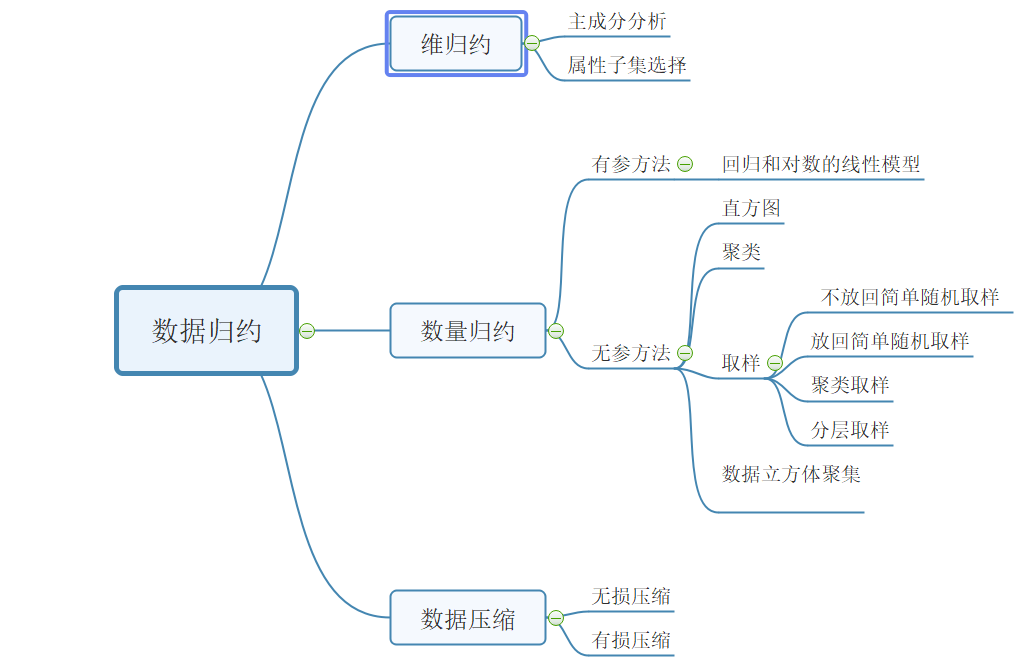 数据归约
维归约
主成分分析
属性子集选择
数量归约
有参方法
回归和对数的线性模型
无参方法
直方图
聚类
取样
不放回简单随机取样
放回简单随机取样
聚类取样
分层取样
数据立方体聚集
数据压缩
无损压缩
有损压缩